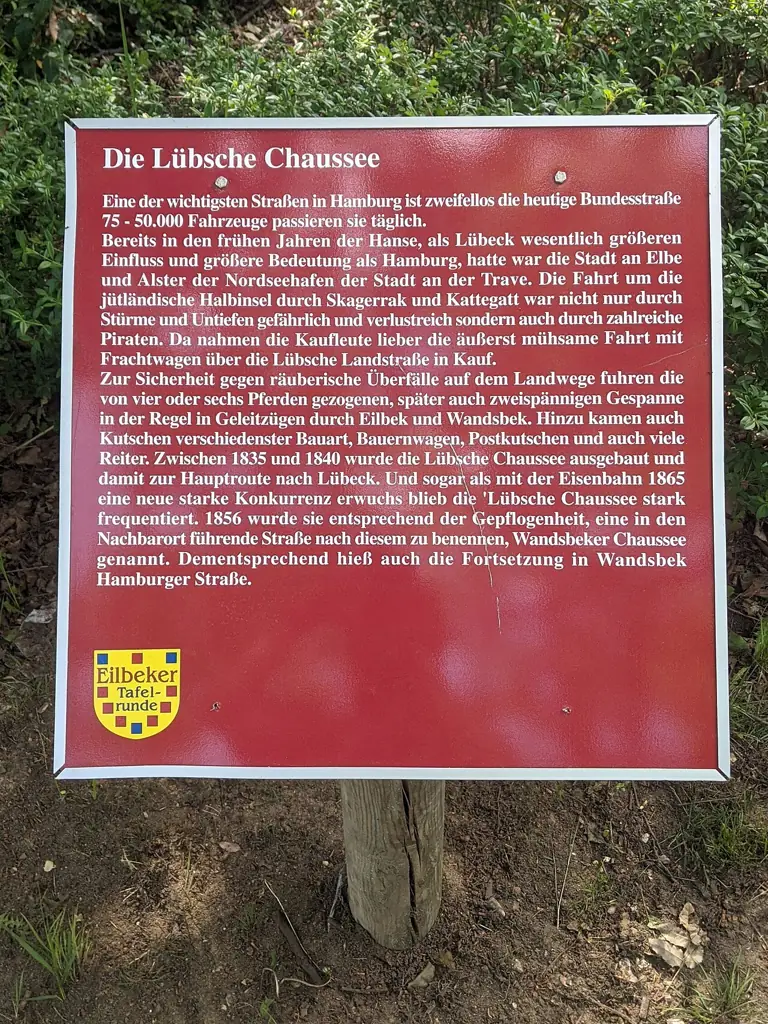 Die Lübsche Chaussee
Eine der wichtigsten Straßen in Hamburg ist zweifellos die heutige Bundesstraße
75 - 50.000 Fahrzeuge passieren sie täglich.
Bereits in den frühen Jahren der Hanse, als Lübeck wesentlich größeren
Einfluss und größere Bedeutung als Hamburg, hatte war die Stadt an Elbe
und Alster der Nordseehafen der Stadt an der Trave. Die Fahrt um die
jütländische Halbinsel durch Skagerrak und Kattegatt war nicht nur durch
Stürme und Untiefen gefährlich und verlustreich sondern auch durch zahlreiche
Piraten. Da nahmen die Kaufleute lieber die äußerst mühsame Fahrt mit
Frachtwagen über die Lübsche Landstraße in Kauf.
Zur Sicherheit gegen räuberische Überfälle auf dem Landwege fuhren die
von vier oder sechs Pferden gezogenen, später auch zweispännigen Gespanne
in der Regel in Geleitzügen durch Eilbek und Wandsbek. Hinzu kamen auch
Kutschen verschiedenster Bauart, Bauernwagen, Postkutschen und auch viele
Reiter. Zwischen 1835 und 1840 wurde die Lübsche Chaussee ausgebaut und
damit zur Hauptroute nach Lübeck. Und sogar als mit der Eisenbahn 1865
eine neue starke Konkurrenz erwuchs blieb die 'Lübsche Chaussee stark
frequentiert. 1856 wurde sie entsprechend der Gepflogenheit, eine in den
Nachbarort führende Straße nach diesem zu benennen, Wandsbeker Chaussee
genannt. Dementsprechend hieß auch die Fortsetzung in Wandsbek
Hamburger Straße.
Eilbeker
Tafel-
runde